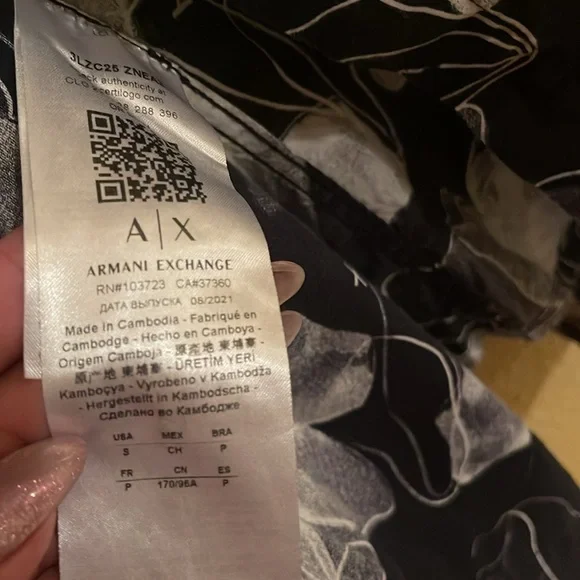 3LZC25
authenticity at
certilogo.com
288 396
A|X
ARMANI EXCHANGE
RN#103723 CA#37360
ДАТА ВЫПУСКА 08/2021
Made in Cambodia - Fabriqué en
Cambodge - Hecho en Camboya -
Origem Camboja - 原產地 柬埔寨 -
原产地 柬埔寨 - ÜRETİM YERİ
Kamboçya - Vyrobeno v Kambodža
- Hergestellt in Kambodscha -
Сделано во Камбодже
USA MEX BRA
S CH P
FR CN ES
P 170/96A P